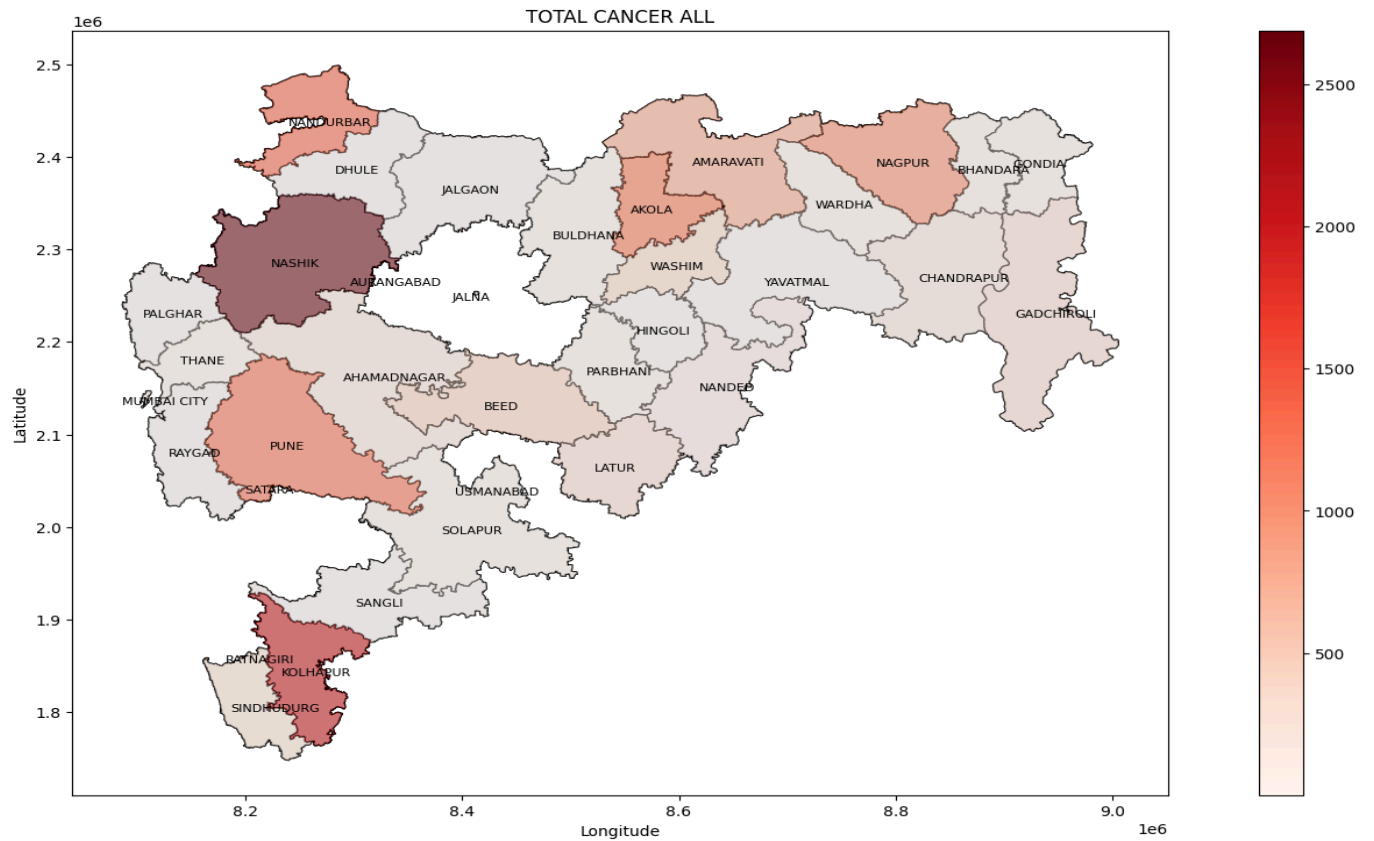 TOTAL CANCER ALL
1e6
2.5
2.4
2.3
2.2
2.1
2.0
1.9
1.8
Latitude
NANDURBAR
DHULE
JALGAON
AMARAVATI
NAGPUR
BHANDARA
GONDIA
AKOLA
WARDHA
BULDHANA
NASHIK
WASHIM
AURANGABAD
JALNA
YAVATMAL
CHANDRAPUR
GADCHIROLI
PALGHAR
HINGOLI
THANE
PARBHANI
AHAMADNAGAR
NANDED
MUMBAI CITY
BEED
PUNE
RAYGAD
LATUR
SATARA
USMANABAD
SOLAPUR
SANGLI
RATNAGIRI
KOLHAPUR
SINDHUDURG
8.2
8.4
8.6
8.8
9.0
Longitude
1e6
2500
2000
1500
1000
500